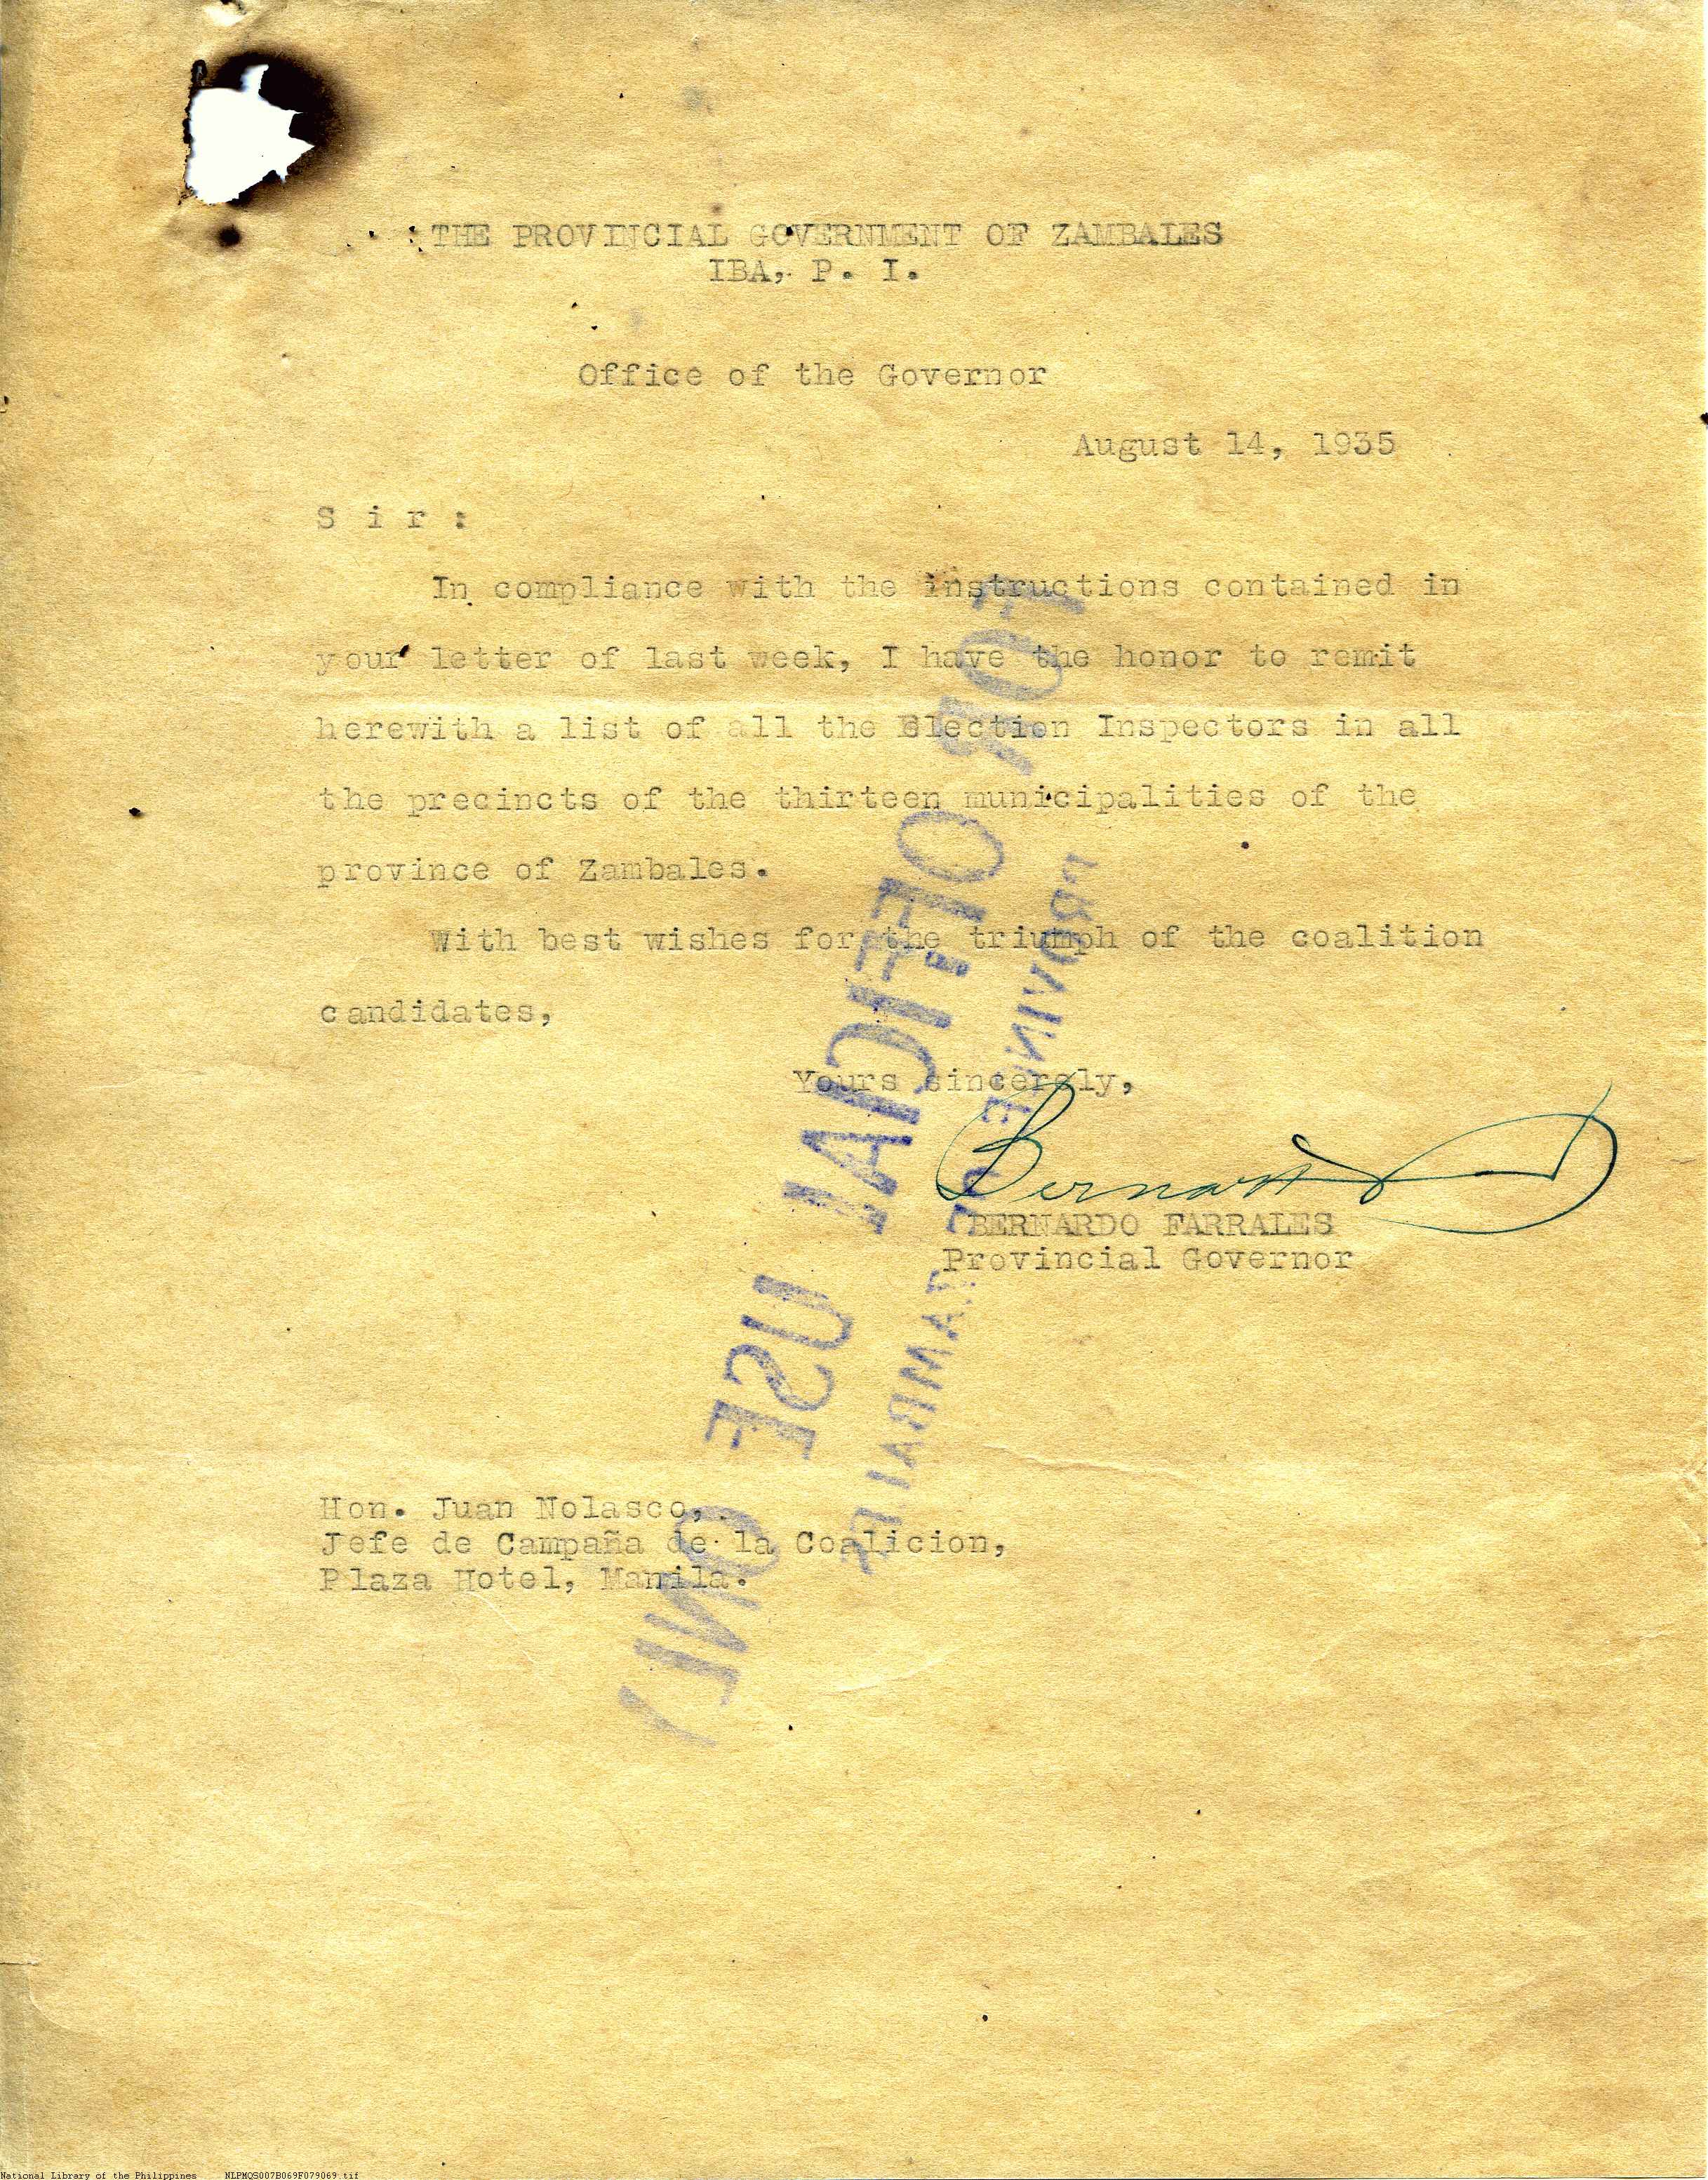 THE PROVINCIAL GOVERNMENT OF ZAMBALES
IBA, P. I.
Office of the Governor
August 14, 1935
S i r :
In compliance with the instructions contained in
your letter of last week, I have the honor to remit
herewith a list of all the Election Inspectors in all
the precincts of the thirteen municipalities of the
province of Zambales.
With best wishes for the triumph of the coalition
candidates,
Yours sincerely,
BERNARDO FARRALES
Provincial Governor
Hon. Juan Nolasco,
Jefe de Campaña de la Coalicion,
Plaza Hotel, Manila.
FOR OFFICIAL USE ONLY
PROVINCE OF ZAMBALES
National Library of the Philippines NLPMQS007B069F079069.tif